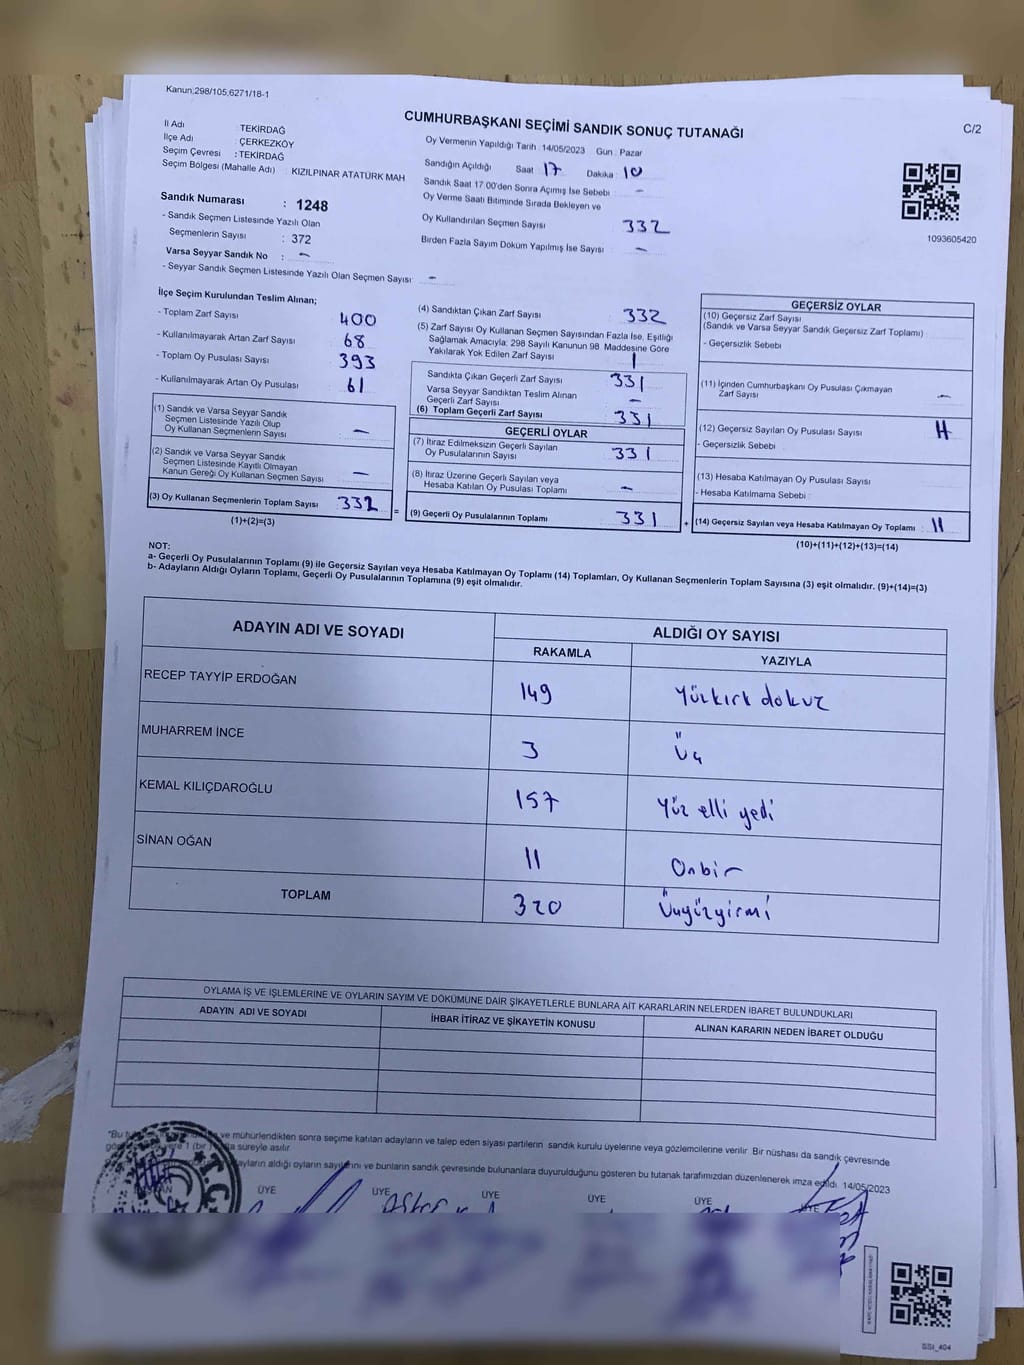 Kanun:298/105,6271/18-1
CUMHURBAŞKANI SEÇİMİ SANDIK SONUÇ TUTANAĞI
C/2
İl Adı : TEKİRDAĞ
İlçe Adı : ÇERKEZKÖY
Seçim Çevresi : TEKİRDAĞ
Seçim Bölgesi (Mahalle Adı) : KIZILPINAR ATATÜRK MAH
Sandık Numarası : 1248
- Sandık Seçmen Listesinde Yazılı Olan
Seçmenlerin Sayısı : 372
Varsa Seyyar Sandık No : -
- Seyyar Sandık Seçmen Listesinde Yazılı Olan Seçmen Sayısı : -
Oy Vermenin Yapıldığı Tarih : 14/05/2023 Gün : Pazar
Sandığın Açıldığı Saat 17 Dakika 10
Sandık Saat 17.00'den Sonra Açımış İse Sebebi : -
Oy Verme Saati Bitiminde Sırada Bekleyen ve
Oy Kullandırılan Seçmen Sayısı : 332
Birden Fazla Sayım Döküm Yapılmış İse Sayısı : -
1093605420
İlçe Seçim Kurulundan Teslim Alınan;
- Toplam Zarf Sayısı : 400
- Kullanılmayarak Artan Zarf Sayısı : 68
- Toplam Oy Pusulası Sayısı : 393
- Kullanılmayarak Artan Oy Pusulası : 61
(1) Sandık ve Varsa Seyyar Sandık
Seçmen Listesinde Yazılı Olup
Oy Kullanan Seçmenlerin Sayısı : -
(2) Sandık ve Varsa Seyyar Sandık
Seçmen Listesinde Kayıtlı Olmayan
Kanun Gereği Oy Kullanan Seçmen Sayısı : -
(3) Oy Kullanan Seçmenlerin Toplam Sayısı : 332
(1)+(2)=(3)
(4) Sandıktan Çıkan Zarf Sayısı : 332
(5) Zarf Sayısı Oy Kullanan Seçmen Sayısından Fazla İse, Eşitliği
Sağlamak Amacıyla; 298 Sayılı Kanunun 98. Maddesine Göre
Yakılarak Yok Edilen Zarf Sayısı : 1
Sandıkta Çıkan Geçerli Zarf Sayısı : 331
Varsa Seyyar Sandıktan Teslim Alınan
Geçerli Zarf Sayısı : -
(6) Toplam Geçerli Zarf Sayısı : 331
GEÇERLİ OYLAR
(7) İtiraz Edilmeksizin Geçerli Sayılan
Oy Pusulalarının Sayısı : 331
(8) İtiraz Üzerine Geçerli Sayılan veya
Hesaba Katılan Oy Pusulası Toplamı : -
= (9) Geçerli Oy Pusulalarının Toplamı : 331
GEÇERSİZ OYLAR
(10) Geçersiz Zarf Sayısı
(Sandık ve Varsa Seyyar Sandık Geçersiz Zarf Toplamı) :
- Geçersizlik Sebebi :
(11) İçinden Cumhurbaşkanı Oy Pusulası Çıkmayan
Zarf Sayısı : -
(12) Geçersiz Sayılan Oy Pusulası Sayısı :
- Geçersizlik Sebebi :
(13) Hesaba Katılmayan Oy Pusulası Sayısı :
- Hesaba Katılmama Sebebi :
+ (14) Geçersiz Sayılan veya Hesaba Katılmayan Oy Toplamı : 11
(10)+(11)+(12)+(13)=(14)
NOT:
a- Geçerli Oy Pusulalarının Toplamı (9) ile Geçersiz Sayılan veya Hesaba Katılmayan Oy Toplamı (14) Toplamları, Oy Kullanan Seçmenlerin Toplam Sayısına (3) eşit olmalıdır. (9)+(14)=(3)
b- Adayların Aldığı Oyların Toplamı, Geçerli Oy Pusulalarının Toplamına (9) eşit olmalıdır.
ADAYIN ADI VE SOYADI
ALDIĞI OY SAYISI
RAKAMLA YAZIYLA
RECEP TAYYİP ERDOĞAN 149 Yüzkırk dokuz
MUHARREM İNCE 3 Üç
KEMAL KILIÇDAROĞLU 157 Yüz elli yedi
SİNAN OĞAN 11 Onbir
TOPLAM 320 Üçyüzyirmi
OYLAMA İŞ VE İŞLEMLERİNE VE OYLARIN SAYIM VE DÖKÜMÜNE DAİR ŞİKAYETLERLE BUNLARA AİT KARARLARIN NELERDEN İBARET BULUNDUKLARI
ADAYIN ADI VE SOYADI İHBAR İTİRAZ VE ŞİKAYETİN KONUSU ALINAN KARARIN NEDEN İBARET OLDUĞU
ve mühürlendikten sonra seçime katılan adayların ve talep eden siyasi partilerin sandık kurulu üyelerine veya gözlemcilerine verilir. Bir nüshası da sandık çevresinde
süreyle asılır.
aldığı oyların sayılarını ve bunların sandık çevresinde bulunanlara duyurulduğunu gösteren bu tutanak tarafımızdan düzenlenerek imza edildi. 14/05/2023
ÜYE ÜYE ÜYE ÜYE ÜYE ÜYE
T.C.
SSI_404